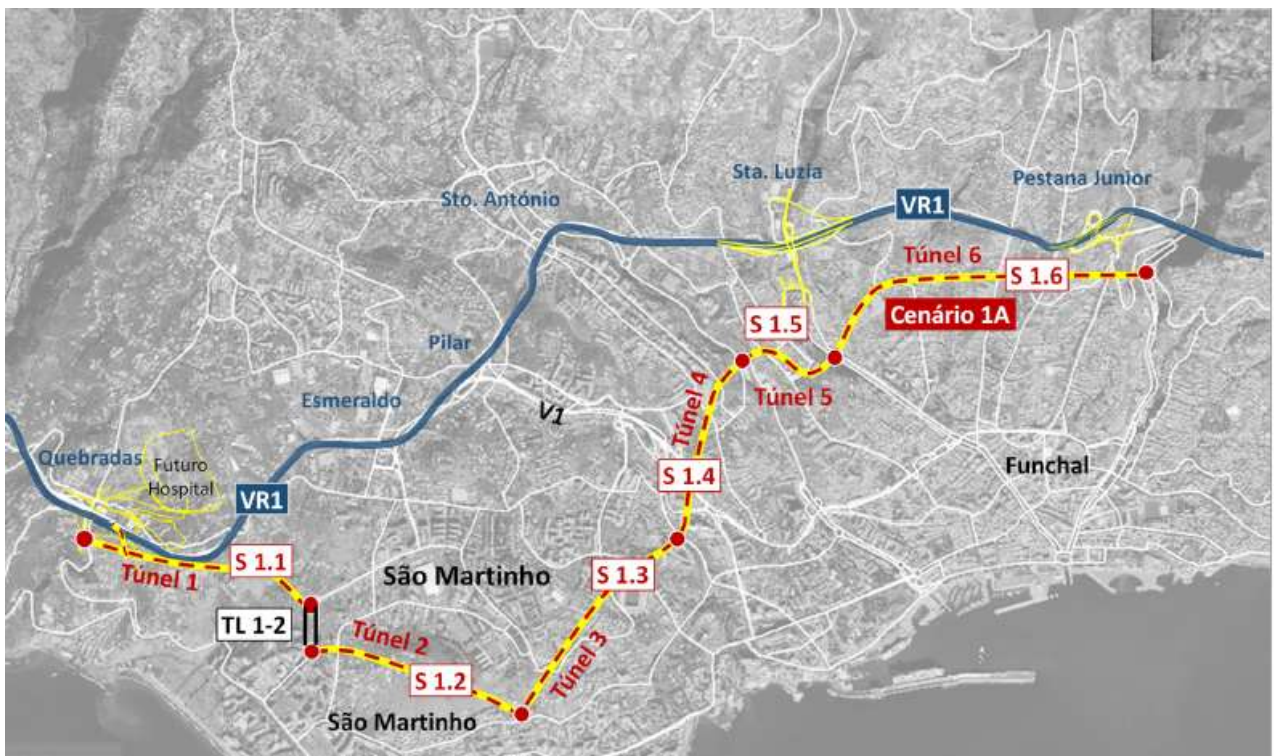 Sta. Luzia
Pestana Junior
Sto. António
VR1
Túnel 6
S 1.6
Cenário 1A
S 1.5
Pilar
Túnel 4
Túnel 5
Esmeraldo
V1
Quebradas
Futuro
Hospital
VR1
S 1.4
Funchal
S 1.1
Túnel 1
São Martinho
S 1.3
TL 1-2
Túnel 2
Túnel 3
S 1.2
São Martinho